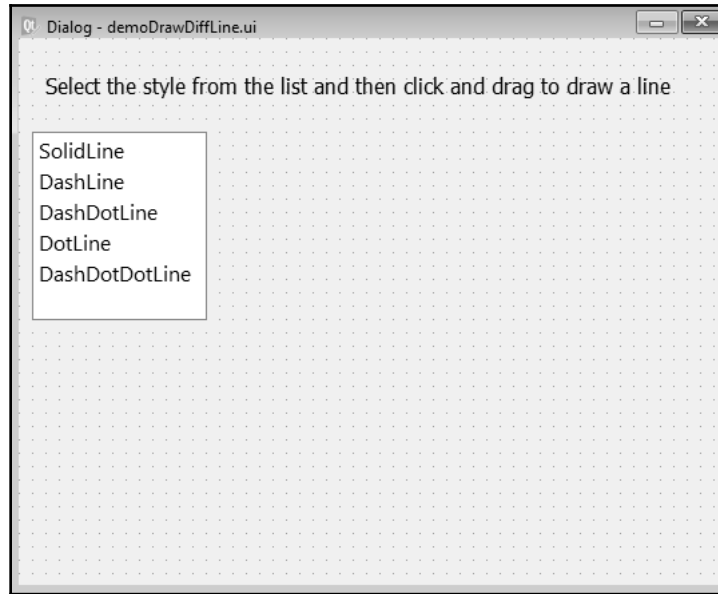 Dialog - demoDrawDiffLine.ui
Select the style from the list and then click and drag to draw a line
SolidLine
DashLine
DashDotLine
DotLine
DashDotDotLine